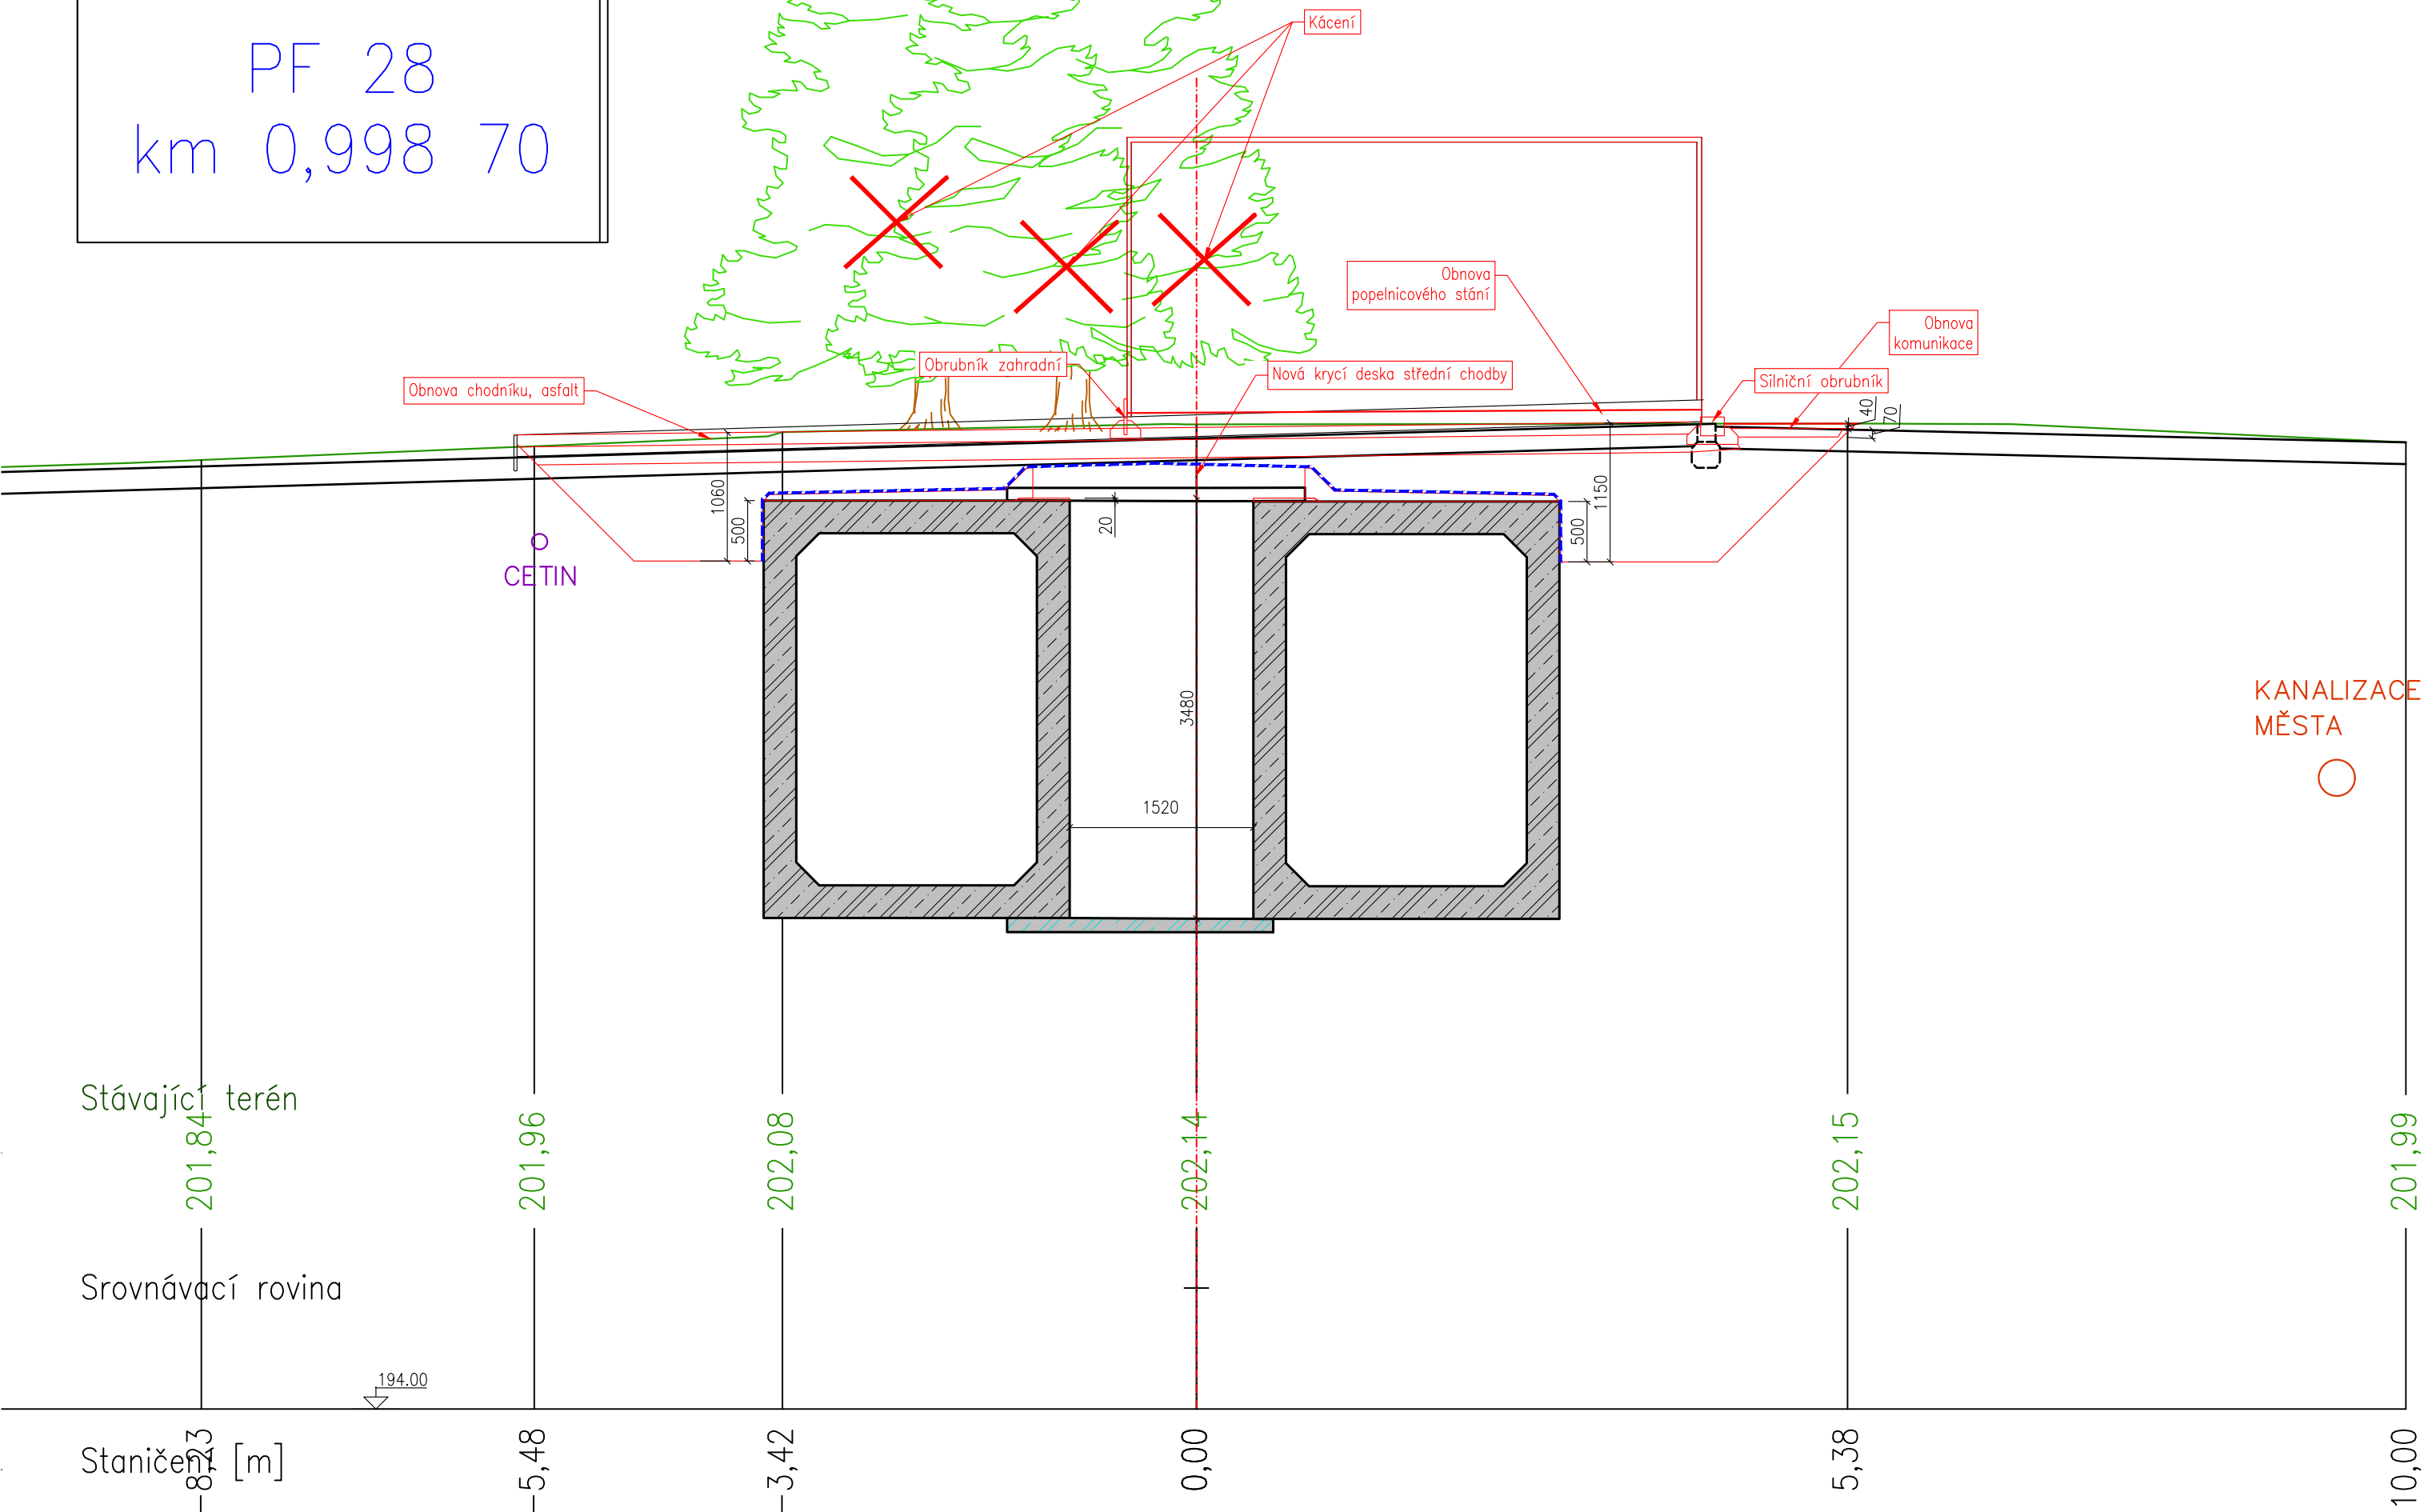 PF 28
km 0,998 70
Kácení
Obnova
popelnicového stání
Obnova
komunikace
Obrubník zahradní
Nová krycí deska střední chodby
Silniční obrubník
Obnova chodníku, asfalt
40
70
1060
500
20
500
1150
CETIN
3480
1520
KANALIZACE
MĚSTA
Stávající terén
201,84
201,96
202,08
202,14
202,15
201,99
Srovnávací rovina
194.00
Staničení [m]
-8,23
-5,48
-3,42
0,00
5,38
10,00